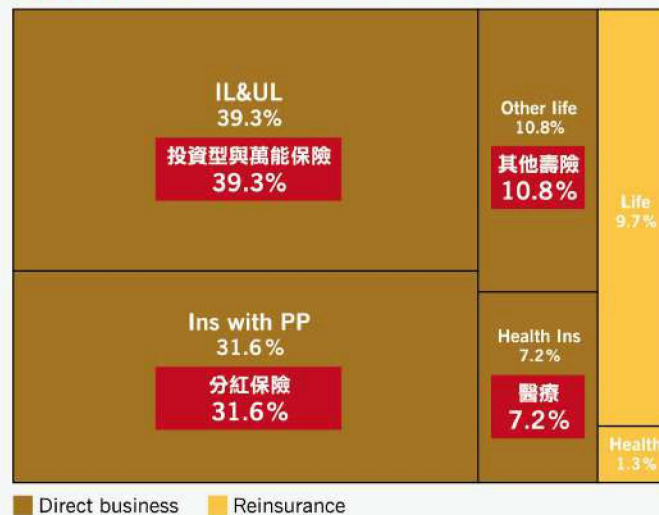 IL&UL
39.3%
投資型與萬能保險
39.3%
Other life
10.8%
其他壽險
10.8%
Life
9.7%
Ins with PP
31.6%
分紅保險
31.6%
Health Ins
7.2%
醫療
7.2%
Health
1.3%
Direct business
Reinsurance